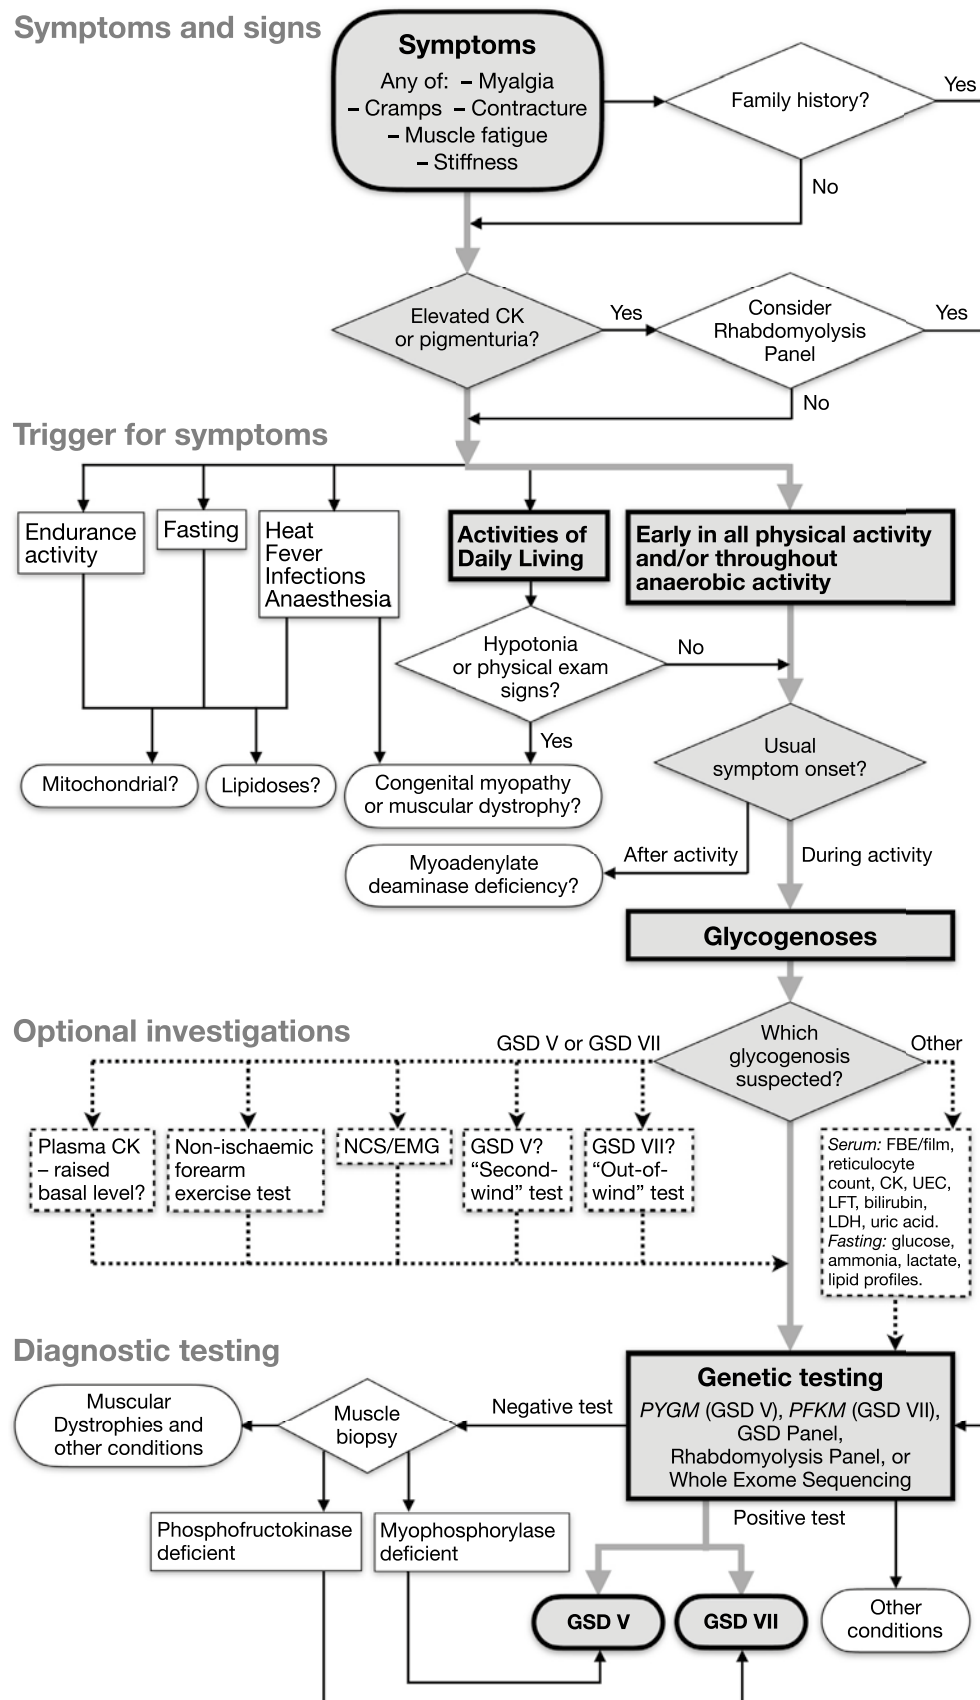 Symptoms and signs
Symptoms
Any of: – Myalgia
– Cramps – Contracture
– Muscle fatigue
– Stiffness
Family history?
Yes
No
Elevated CK
or pigmenturia?
Yes
Consider
Rhabdomyolysis
Panel
Yes
No
Trigger for symptoms
Endurance
activity
Fasting
Heat
Fever
Infections
Anaesthesia
Activities of
Daily Living
Early in all physical activity
and/or throughout
anaerobic activity
Hypotonia
or physical exam
signs?
No
Yes
Usual
symptom onset?
Mitochondrial?
Lipidoses?
Congenital myopathy
or muscular dystrophy?
After activity
During activity
Myoadenylate
deaminase deficiency?
Glycogenoses
Optional investigations
GSD V or GSD VII
Which
glycogenosis
suspected?
Other
Plasma CK
– raised
basal level?
Non-ischaemic
forearm
exercise test
NCS/EMG
GSD V?
“Second-
wind” test
GSD VII?
“Out-of-
wind” test
Serum: FBE/film,
reticulocyte
count, CK, UEC,
LFT, bilirubin,
LDH, uric acid.
Fasting: glucose,
ammonia, lactate,
lipid profiles.
Diagnostic testing
Muscular
Dystrophies and
other conditions
Muscle
biopsy
Negative test
Genetic testing
PYGM (GSD V), PFKM (GSD VII),
GSD Panel,
Rhabdomyolysis Panel, or
Whole Exome Sequencing
Phosphofructokinase
deficient
Myophosphorylase
deficient
Positive test
GSD V
GSD VII
Other
conditions